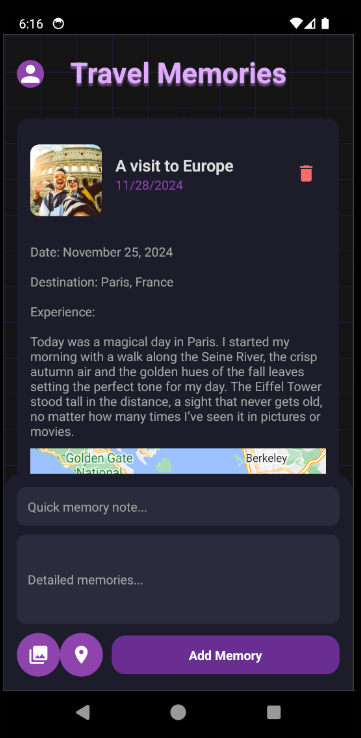 6:16
Travel Memories
A visit to Europe
11/28/2024
Date: November 25, 2024
Destination: Paris, France
Experience:
Today was a magical day in Paris. I started my
morning with a walk along the Seine River, the crisp
autumn air and the golden hues of the fall leaves
setting the perfect tone for my day. The Eiffel Tower
stood tall in the distance, a sight that never gets old,
no matter how many times I've seen it in pictures or
movies.
Golden Gate
National
Berkeley
Quick memory note...
Detailed memories...
Add Memory